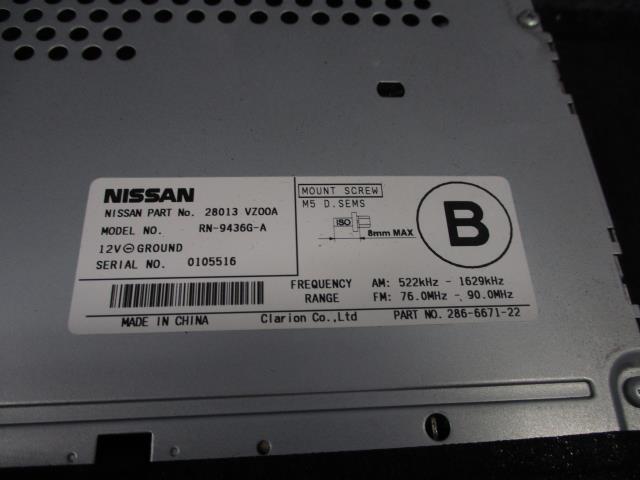 NISSAN
NISSAN PART No. 28013 VZ00A
MODEL NO. RN-9436G-A
12V⊖GROUND
SERIAL NO. 0105516
MOUNT SCREW
M5 D.SEMS
ISO
8mm MAX
B
FREQUENCY RANGE
AM: 522kHz - 1629kHz
FM: 76.0MHz - 90.0MHz
MADE IN CHINA Clarion Co.,Ltd PART NO. 286-6671-22